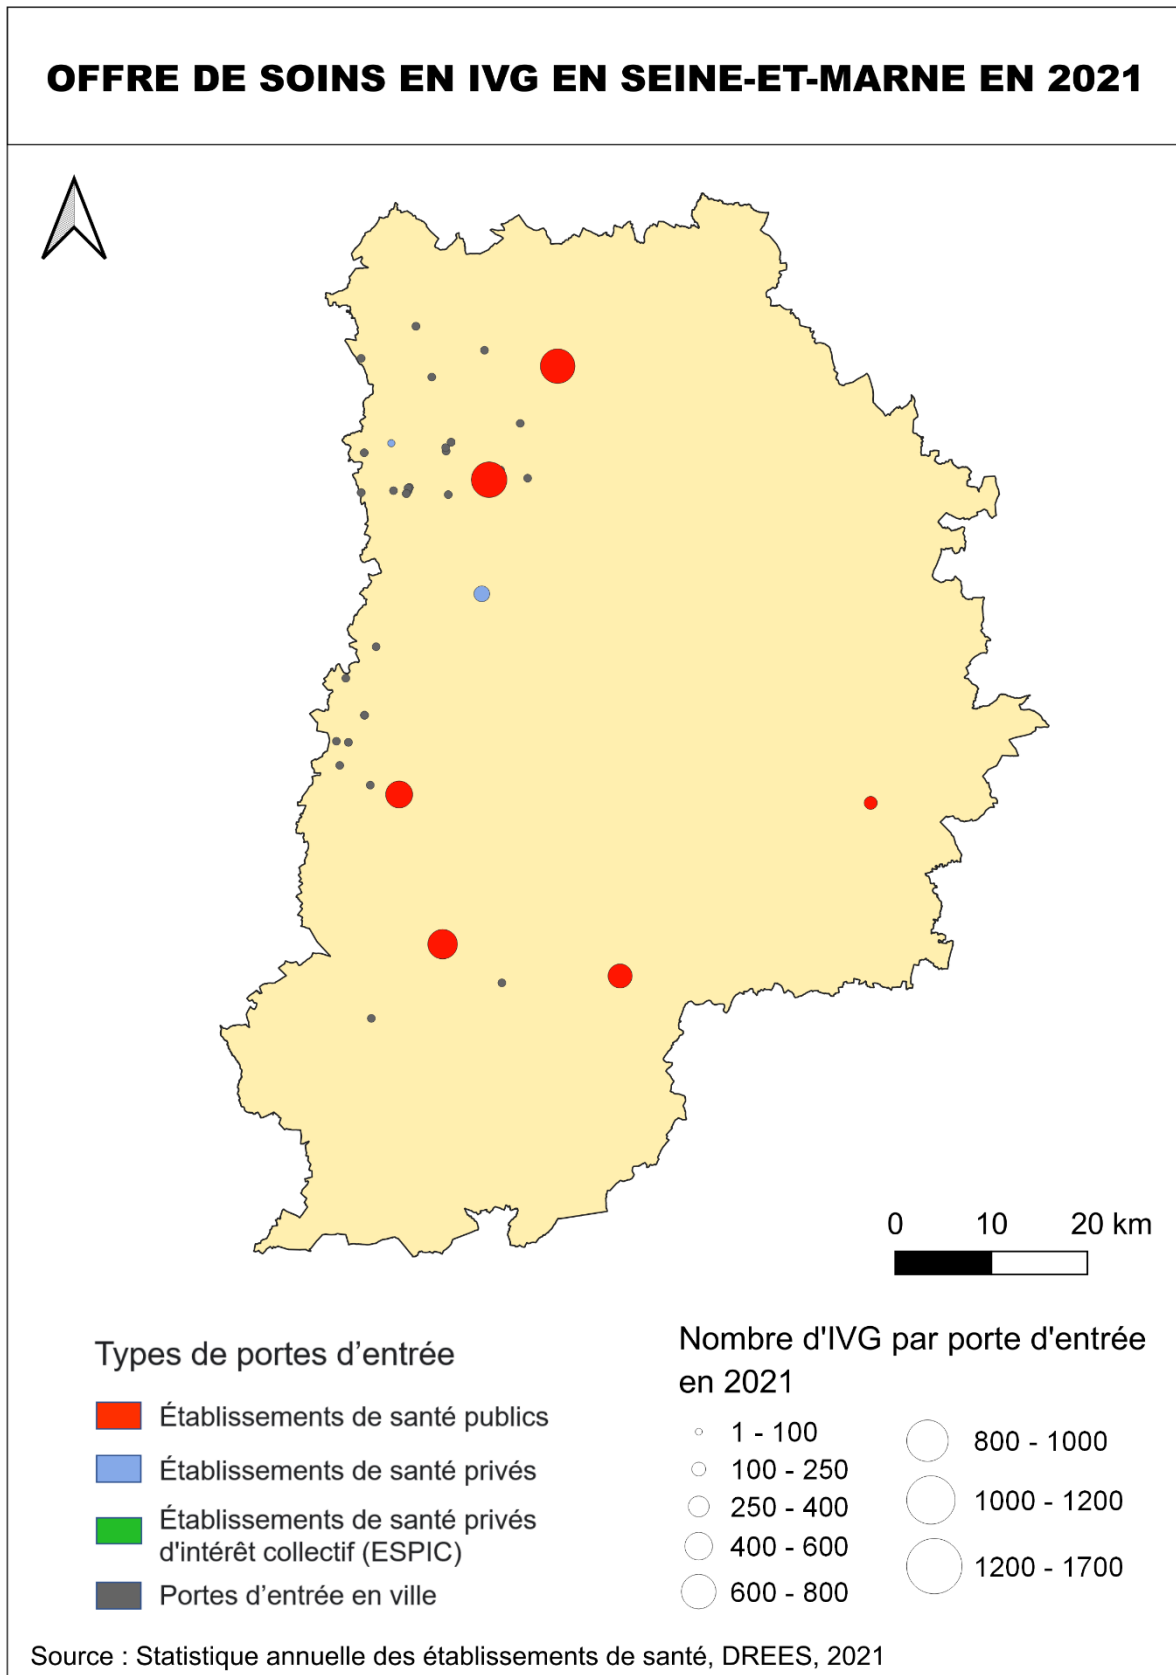 OFFRE DE SOINS EN IVG EN SEINE-ET-MARNE EN 2021
0 10 20 km
Types de portes d’entrée
Établissements de santé publics
Établissements de santé privés
Établissements de santé privés
d'intérêt collectif (ESPIC)
Portes d’entrée en ville
Nombre d'IVG par porte d'entrée
en 2021
1 - 100
100 - 250
250 - 400
400 - 600
600 - 800
800 - 1000
1000 - 1200
1200 - 1700
Source : Statistique annuelle des établissements de santé, DREES, 2021